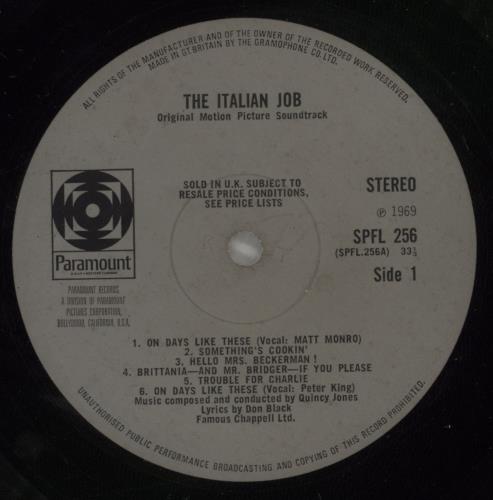 ALL RIGHTS OF THE MANUFACTURER AND OF THE OWNER OF THE RECORDED WORK RESERVED.
MADE IN GT. BRITAIN BY THE GRAMOPHONE CO. LTD.
THE ITALIAN JOB
Original Motion Picture Soundtrack
SOLD IN U.K. SUBJECT TO
RESALE PRICE CONDITIONS,
SEE PRICE LISTS
STEREO
℗ 1969
SPFL 256
(SPFL.256A) 33⅓
Side 1
Paramount
PARAMOUNT RECORDS
A DIVISION OF PARAMOUNT
PICTURES CORPORATION,
HOLLYWOOD, CALIFORNIA, U.S.A.
1. ON DAYS LIKE THESE (Vocal: MATT MONRO)
2. SOMETHING'S COOKIN'
3. HELLO MRS. BECKERMAN !
4. BRITTANIA—AND MR. BRIDGER—IF YOU PLEASE
5. TROUBLE FOR CHARLIE
6. ON DAYS LIKE THESE (Vocal: Peter King)
Music composed and conducted by Quincy Jones
Lyrics by Don Black
Famous Chappell Ltd.
UNAUTHORISED PUBLIC PERFORMANCE BROADCASTING AND COPYING OF THIS RECORD PROHIBITED.